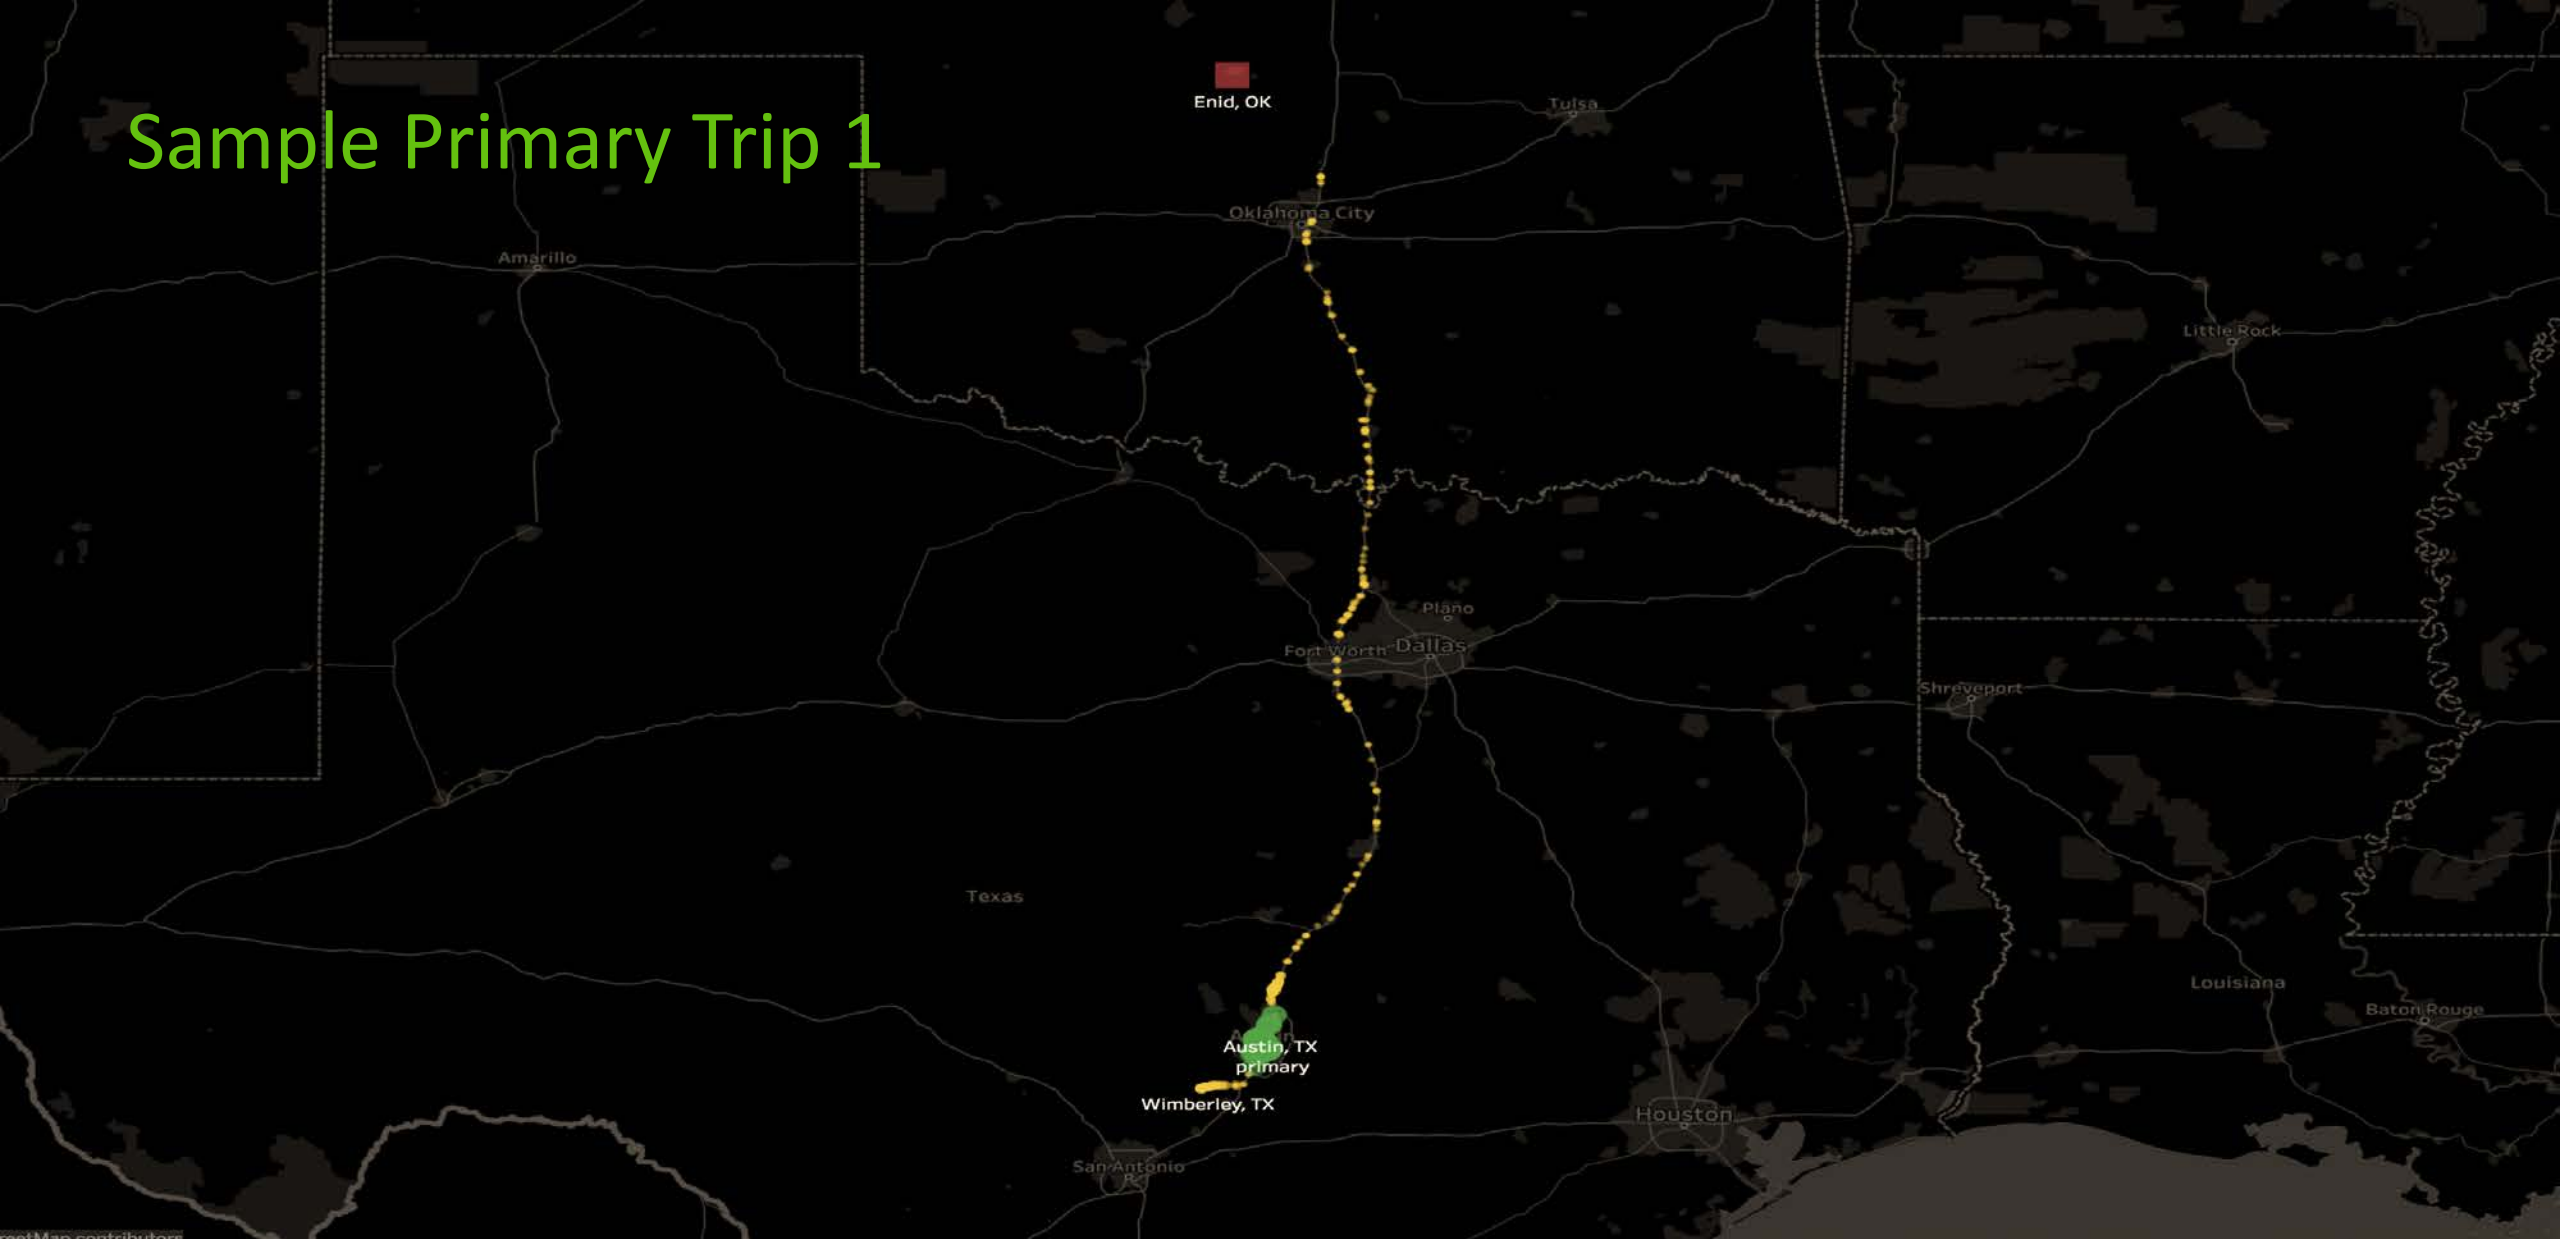 Enid, OK
Tulsa
Sample Primary Trip 1
Oklahoma City
Amarillo
Little Rock
Plano
Fort Worth
Dallas
Shreveport
Texas
Louisiana
Baton Rouge
Austin, TX
primary
Wimberley, TX
Houston
San Antonio
contributors